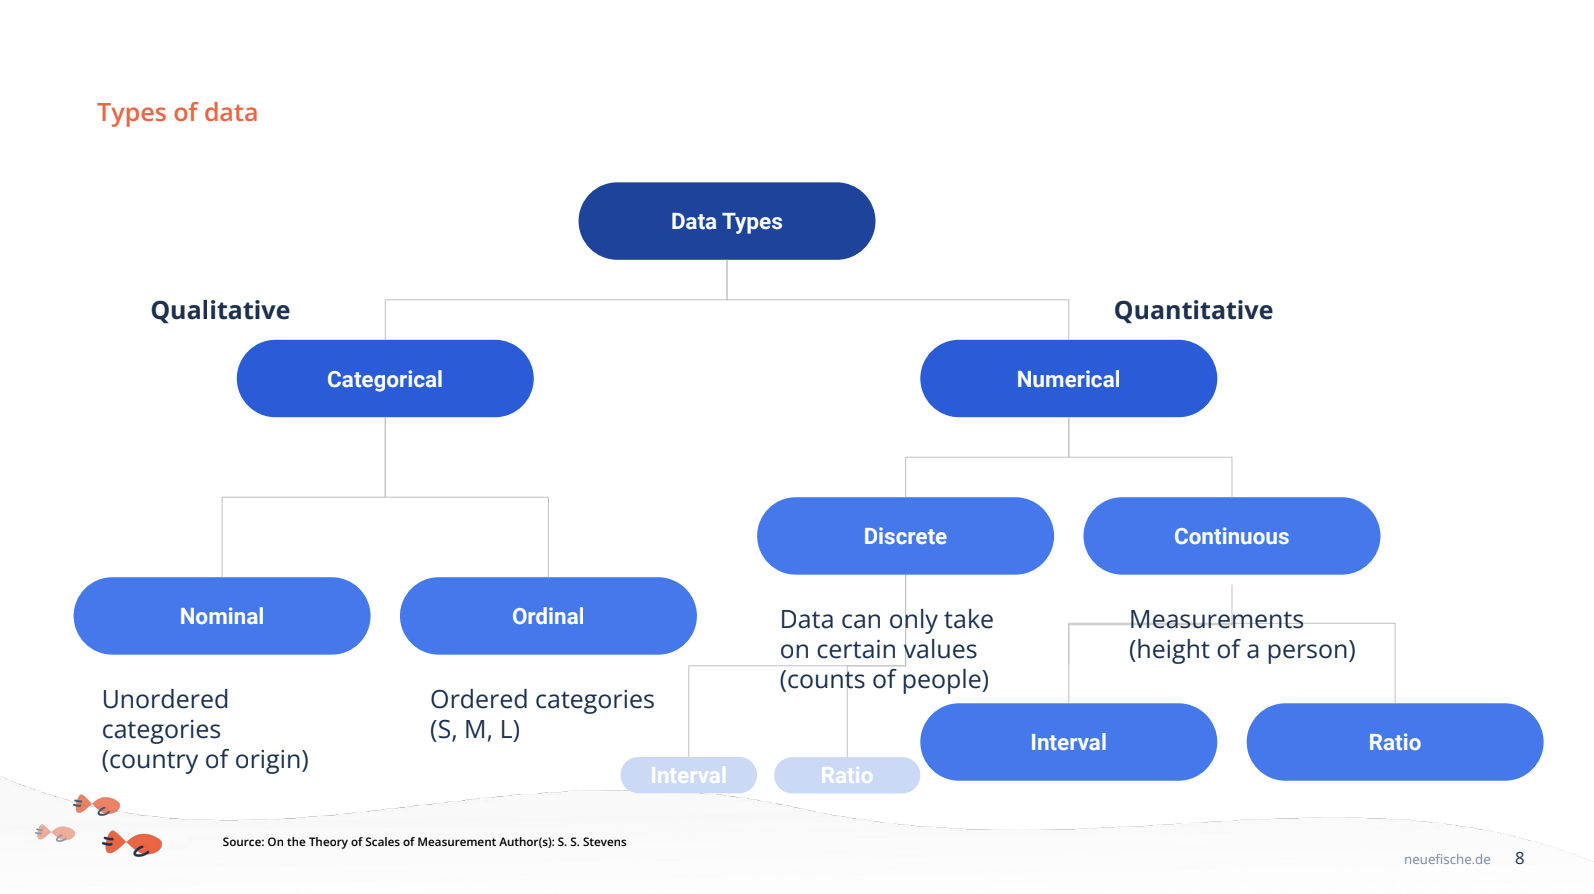 Types of data
Data Types
Qualitative
Quantitative
Categorical
Numerical
Discrete
Continuous
Nominal
Ordinal
Data can only take
on certain values
(counts of people)
Measurements
(height of a person)
Unordered
categories
(country of origin)
Ordered categories
(S, M, L)
Interval
Ratio
Interval
Ratio
Source: On the Theory of Scales of Measurement Author(s): S. S. Stevens
neuefische.de
8